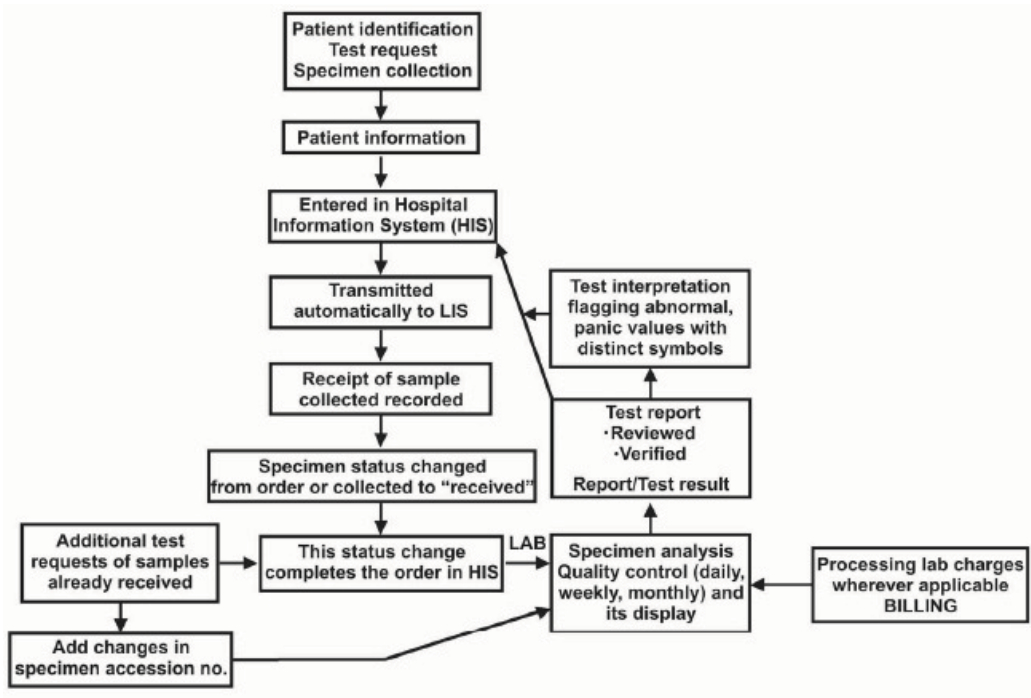 Patient identification
Test request
Specimen collection
Patient information
Entered in Hospital
Information System (HIS)
Transmitted
automatically to LIS
Receipt of sample
collected recorded
Specimen status changed
from order or collected to “received”
This status change
completes the order in HIS
Additional test
requests of samples
already received
Add changes in
specimen accession no.
LAB
Specimen analysis
Quality control (daily,
weekly, monthly) and
its display
Processing lab charges
wherever applicable
BILLING
Test report
·Reviewed
·Verified
Report/Test result
Test interpretation
flagging abnormal,
panic values with
distinct symbols